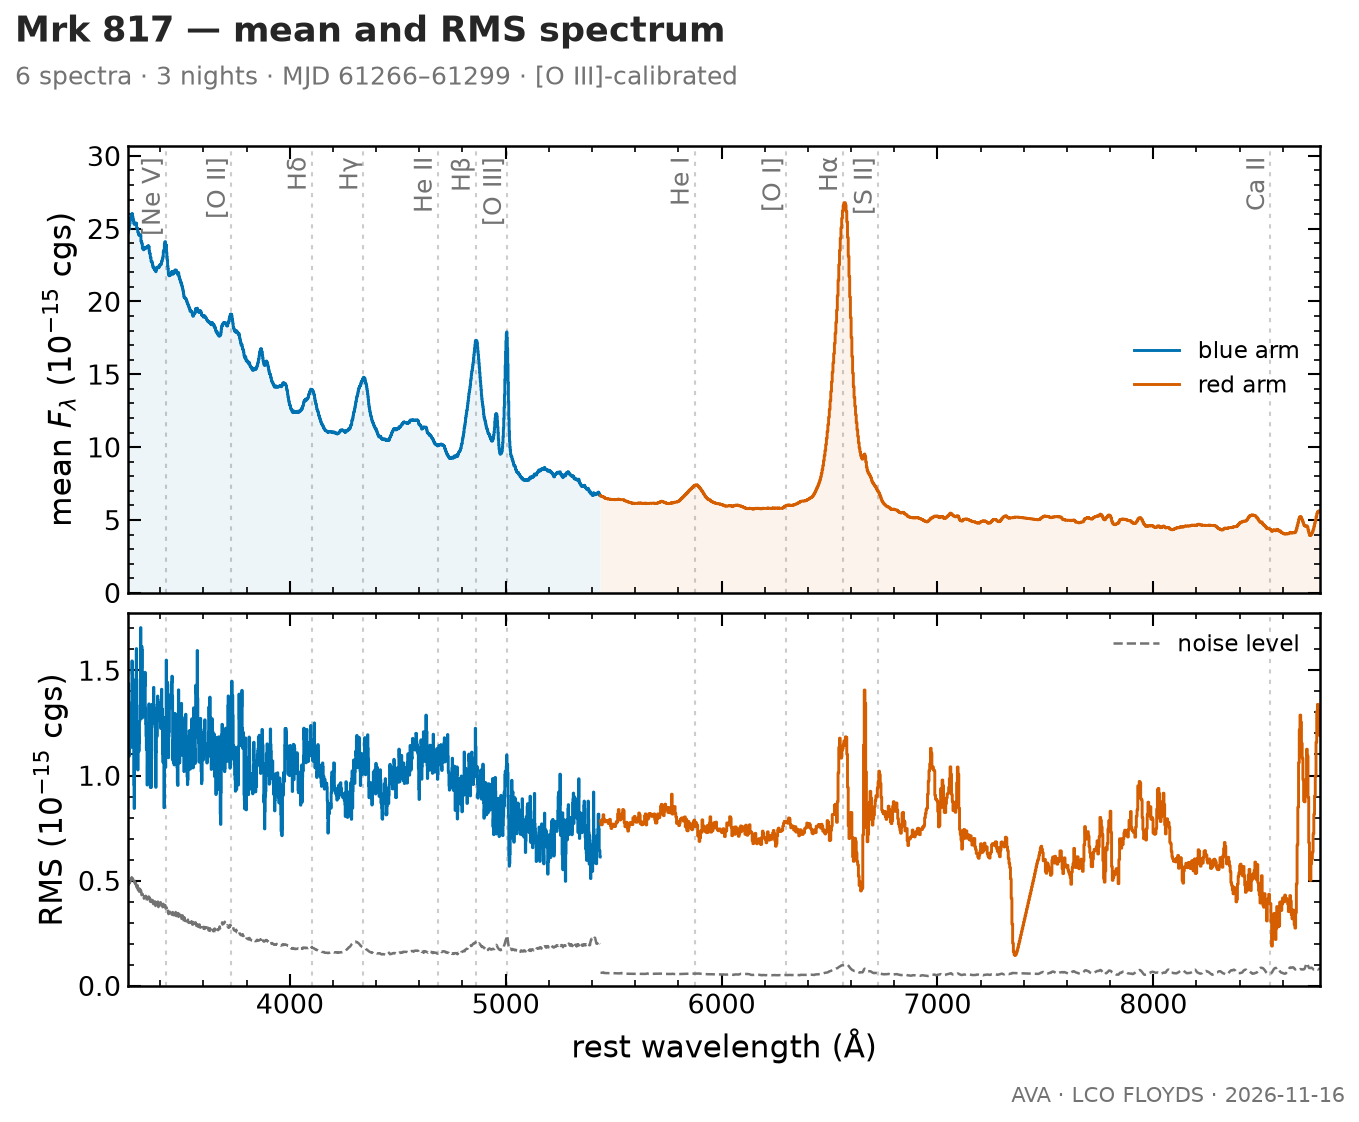 Mrk 817 — mean and RMS spectrum
6 spectra · 3 nights · MJD 61266–61299 · [O III]-calibrated
mean Fλ (10⁻¹⁵ cgs)
30
25
20
15
10
5
0
[Ne V]
[O II]
Hδ
Hγ
He II
Hβ
[O III]
He I
[O I]
Hα
[S II]
Ca II
blue arm
red arm
RMS (10⁻¹⁵ cgs)
1.5
1.0
0.5
0.0
noise level
4000 5000 6000 7000 8000
rest wavelength (Å)
AVA · LCO FLOYDS · 2026-11-16